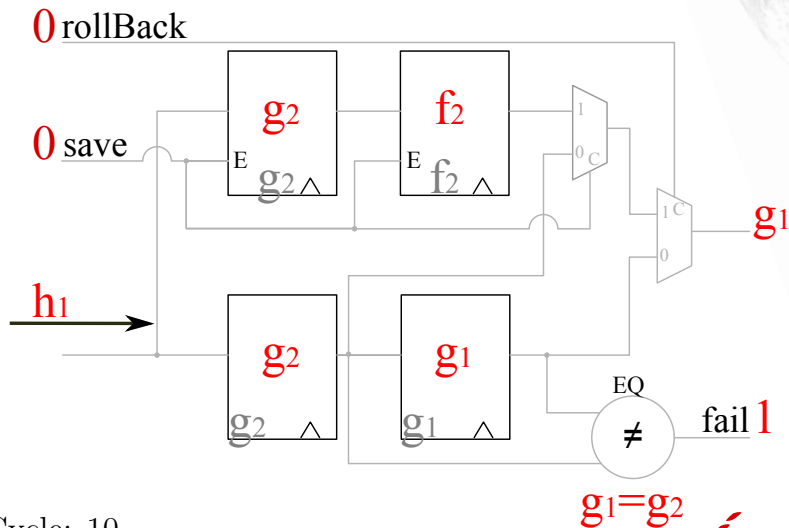 0 rollBack
g2 f2
1
0 save
E g2 E f2
0 C
1 C g1
0
h1
g2 g1
g2 g1
EQ
≠ fail 1
g1=g2
Cycle: 10